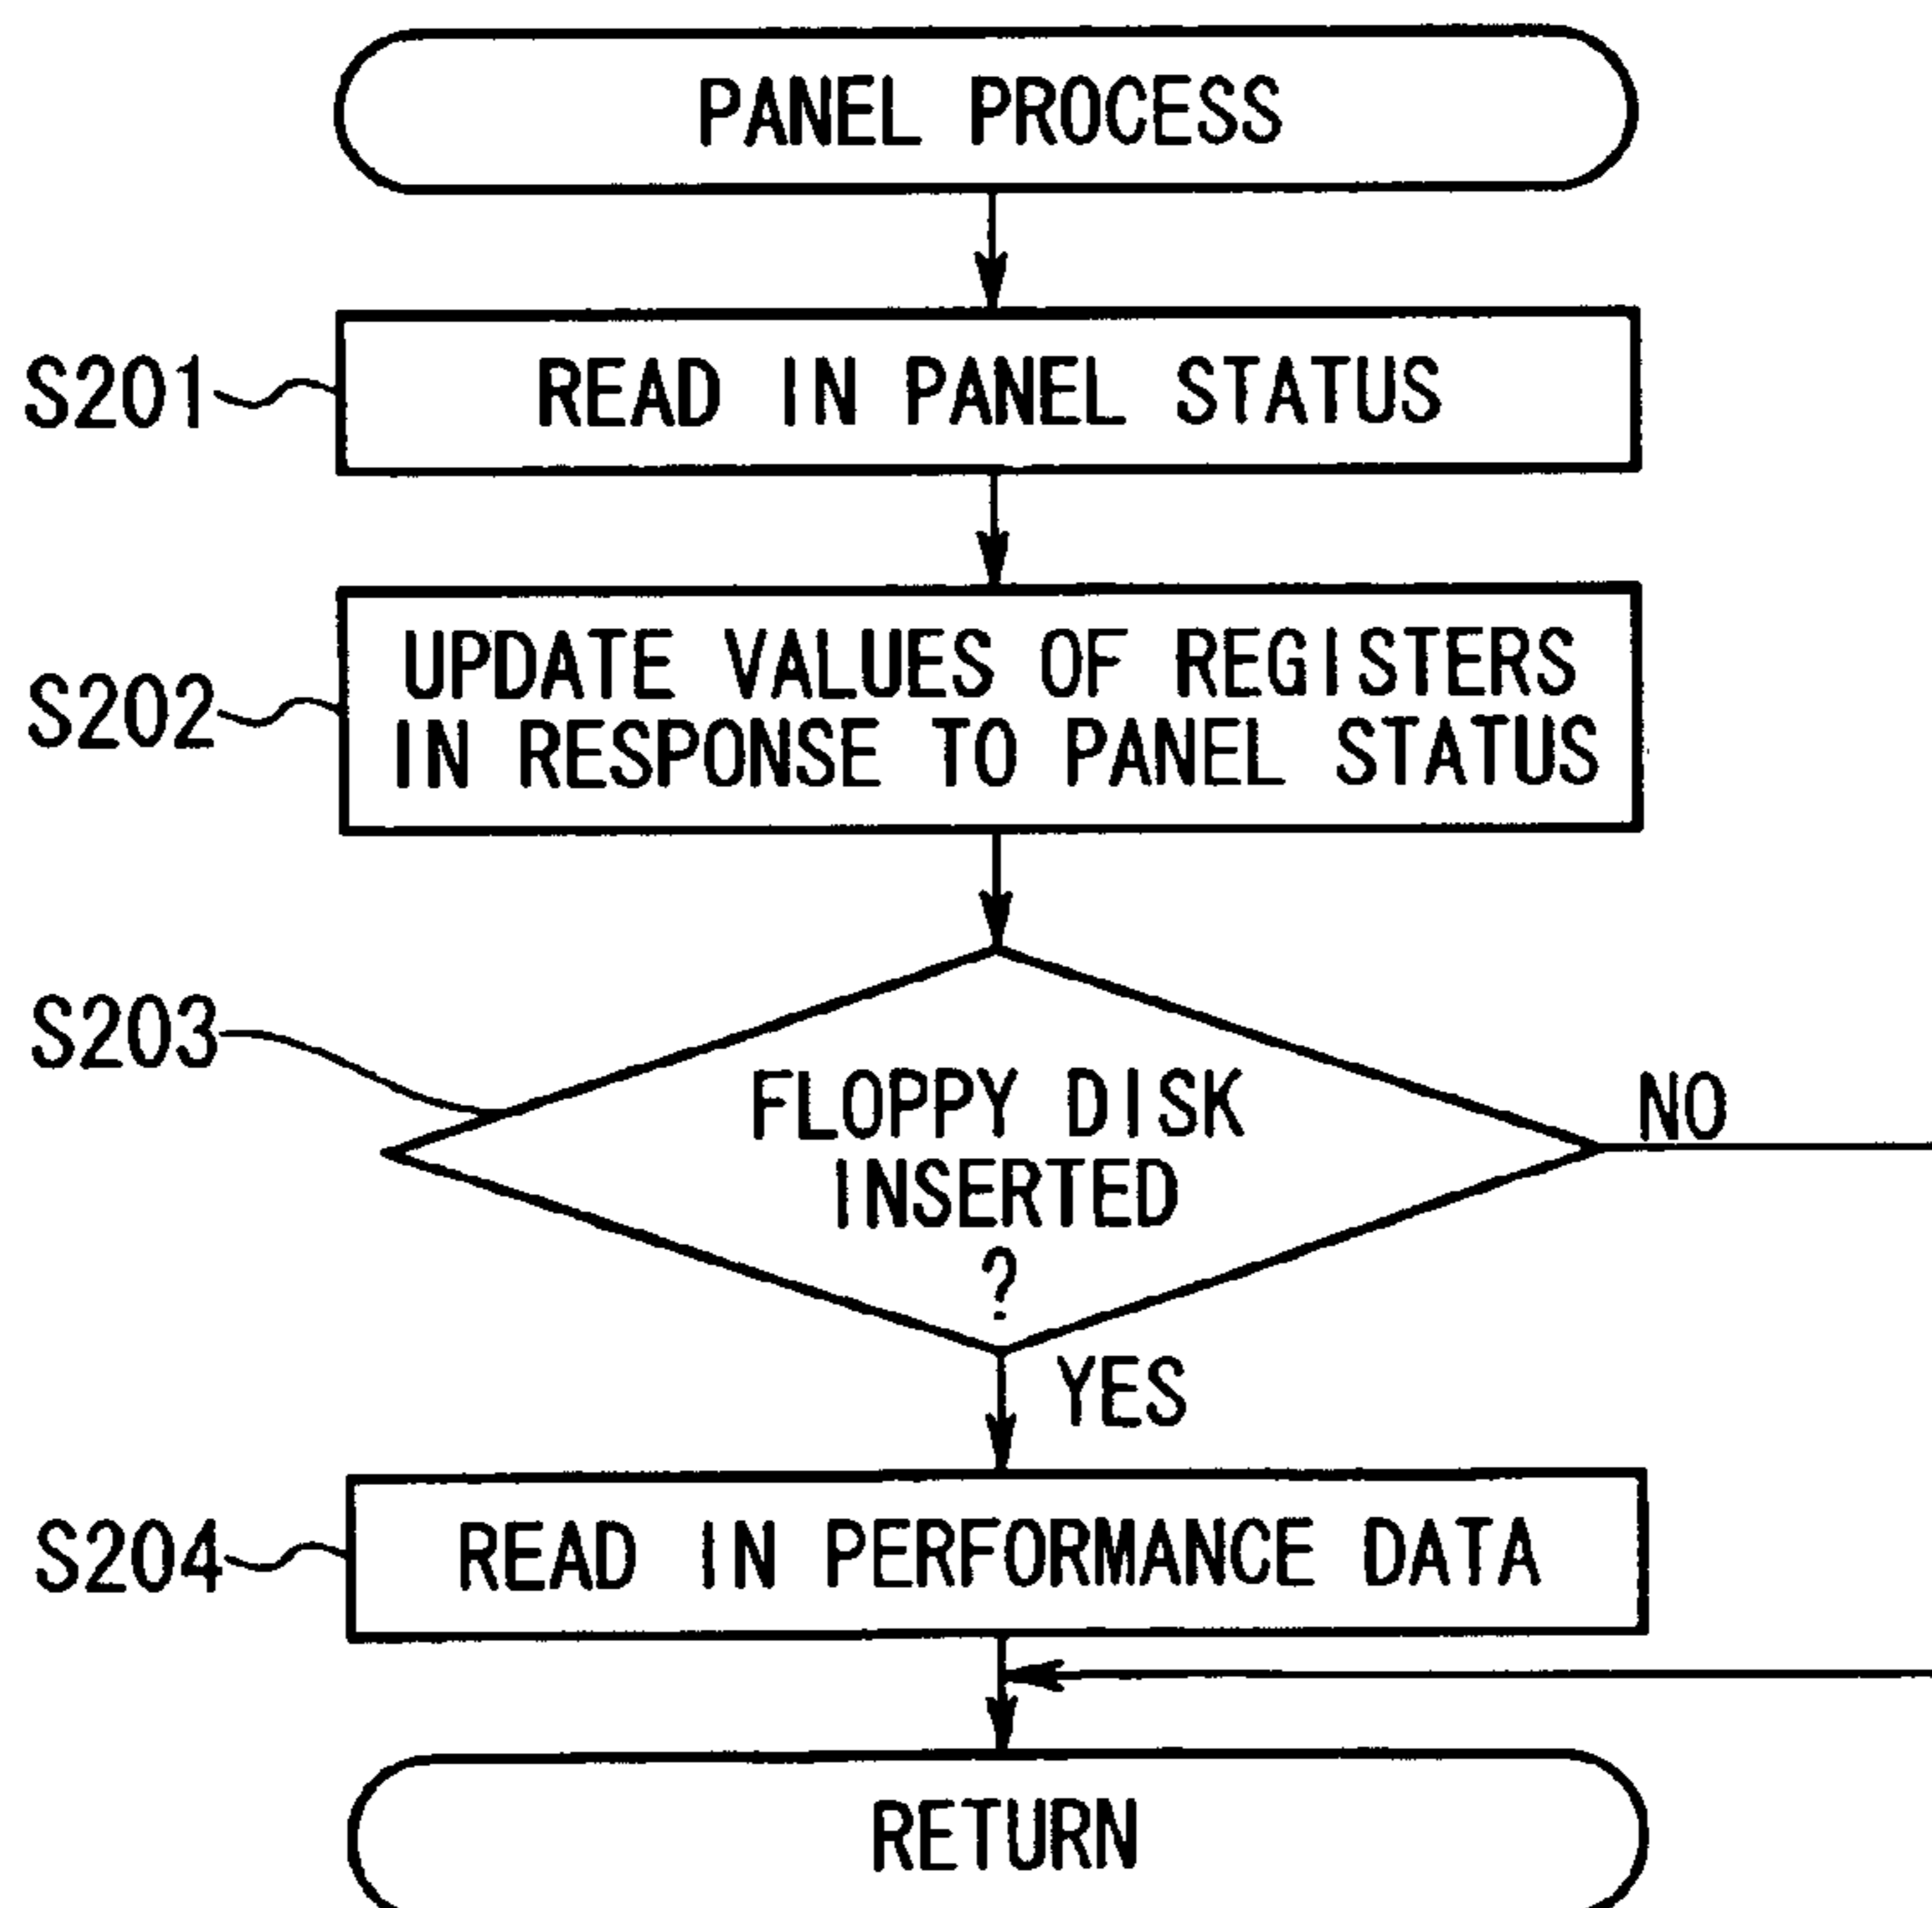 PANEL PROCESS
S201
READ IN PANEL STATUS
S202
UPDATE VALUES OF REGISTERS
IN RESPONSE TO PANEL STATUS
S203
FLOPPY DISK
INSERTED
?
NO
YES
S204
READ IN PERFORMANCE DATA
RETURN